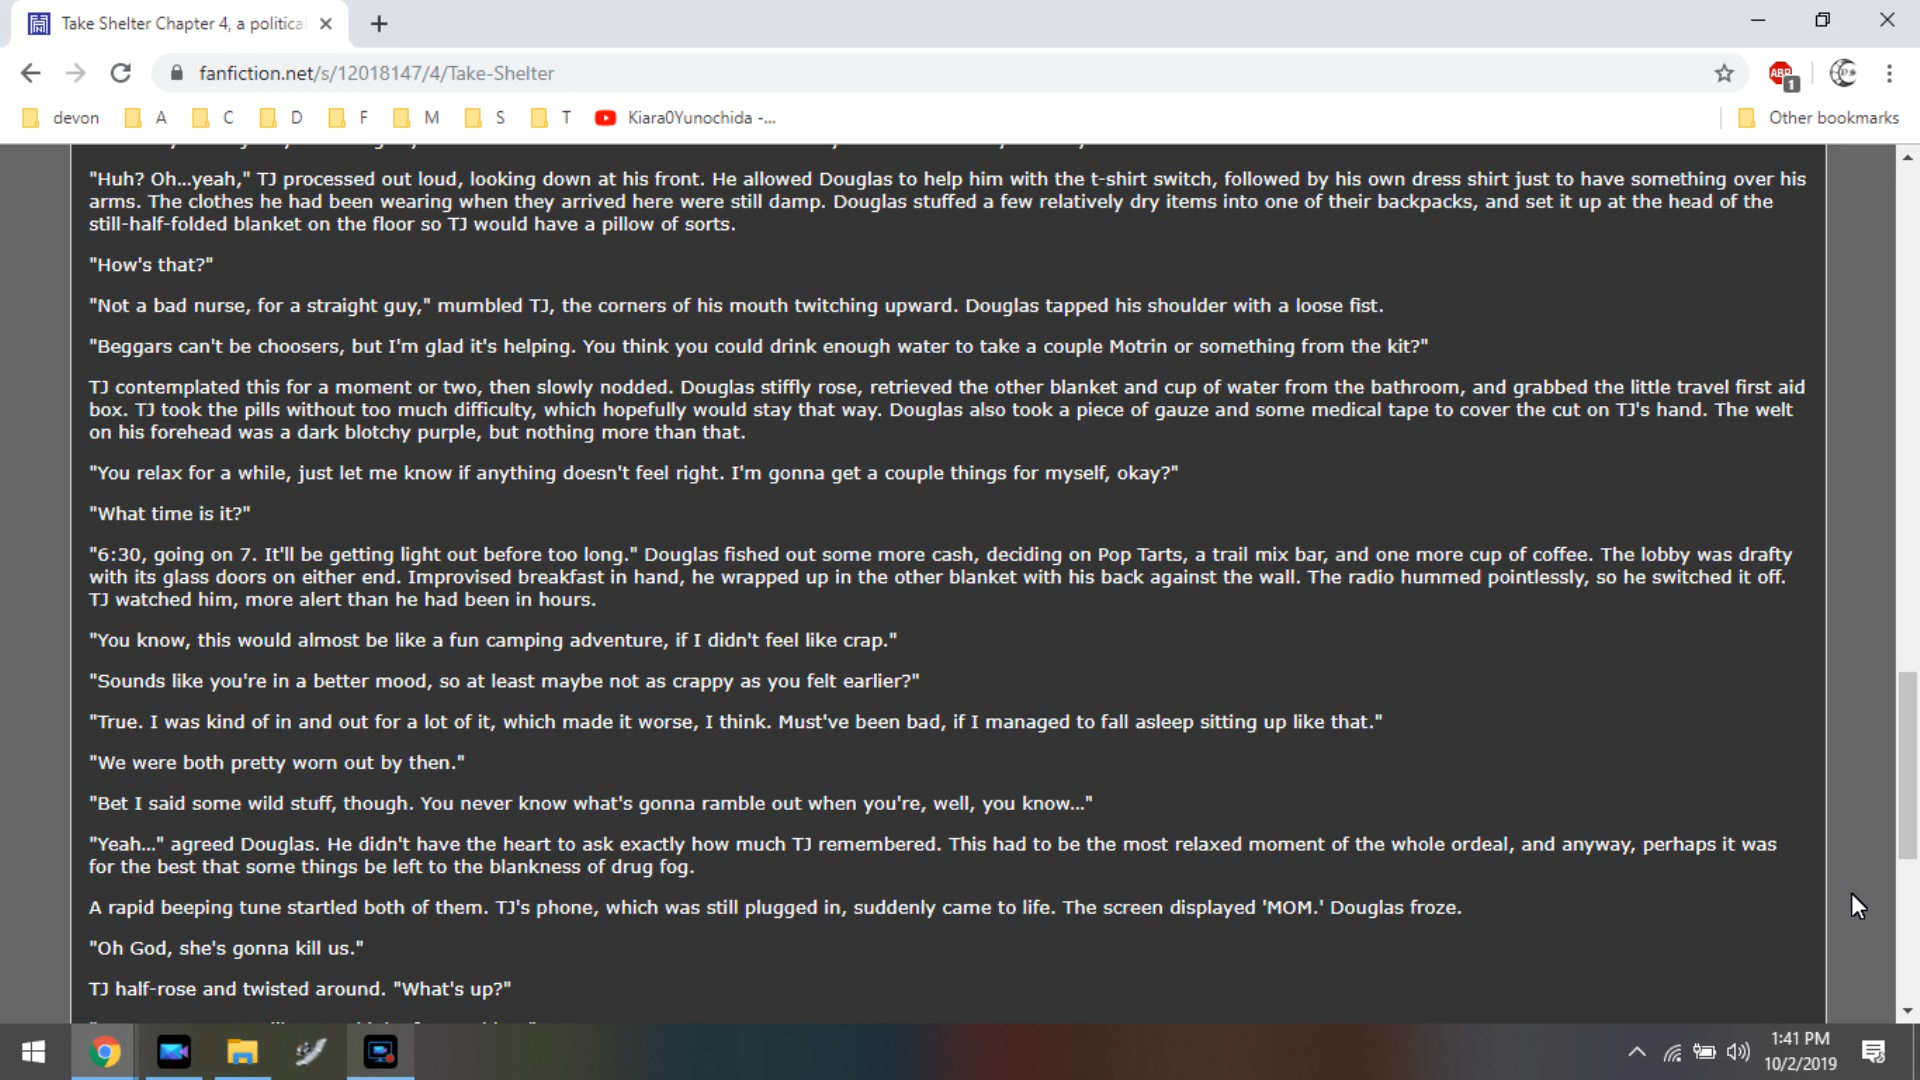 Take Shelter Chapter 4, a politica
fanfiction.net/s/12018147/4/Take-Shelter
ABP
1
devon
A
C
D
F
M
S
T
Kiara0Yunochida -...
Other bookmarks
"Huh? Oh...yeah," TJ processed out loud, looking down at his front. He allowed Douglas to help him with the t-shirt switch, followed by his own dress shirt just to have something over his
arms. The clothes he had been wearing when they arrived here were still damp. Douglas stuffed a few relatively dry items into one of their backpacks, and set it up at the head of the
still-half-folded blanket on the floor so TJ would have a pillow of sorts.
"How's that?"
"Not a bad nurse, for a straight guy," mumbled TJ, the corners of his mouth twitching upward. Douglas tapped his shoulder with a loose fist.
"Beggars can't be choosers, but I'm glad it's helping. You think you could drink enough water to take a couple Motrin or something from the kit?"
TJ contemplated this for a moment or two, then slowly nodded. Douglas stiffly rose, retrieved the other blanket and cup of water from the bathroom, and grabbed the little travel first aid
box. TJ took the pills without too much difficulty, which hopefully would stay that way. Douglas also took a piece of gauze and some medical tape to cover the cut on TJ's hand. The welt
on his forehead was a dark blotchy purple, but nothing more than that.
"You relax for a while, just let me know if anything doesn't feel right. I'm gonna get a couple things for myself, okay?"
"What time is it?"
"6:30, going on 7. It'll be getting light out before too long." Douglas fished out some more cash, deciding on Pop Tarts, a trail mix bar, and one more cup of coffee. The lobby was drafty
with its glass doors on either end. Improvised breakfast in hand, he wrapped up in the other blanket with his back against the wall. The radio hummed pointlessly, so he switched it off.
TJ watched him, more alert than he had been in hours.
"You know, this would almost be like a fun camping adventure, if I didn't feel like crap."
"Sounds like you're in a better mood, so at least maybe not as crappy as you felt earlier?"
"True. I was kind of in and out for a lot of it, which made it worse, I think. Must've been bad, if I managed to fall asleep sitting up like that."
"We were both pretty worn out by then."
"Bet I said some wild stuff, though. You never know what's gonna ramble out when you're, well, you know..."
"Yeah..." agreed Douglas. He didn't have the heart to ask exactly how much TJ remembered. This had to be the most relaxed moment of the whole ordeal, and anyway, perhaps it was
for the best that some things be left to the blankness of drug fog.
A rapid beeping tune startled both of them. TJ's phone, which was still plugged in, suddenly came to life. The screen displayed 'MOM.' Douglas froze.
"Oh God, she's gonna kill us."
TJ half-rose and twisted around. "What's up?"
1:41 PM
10/2/2019